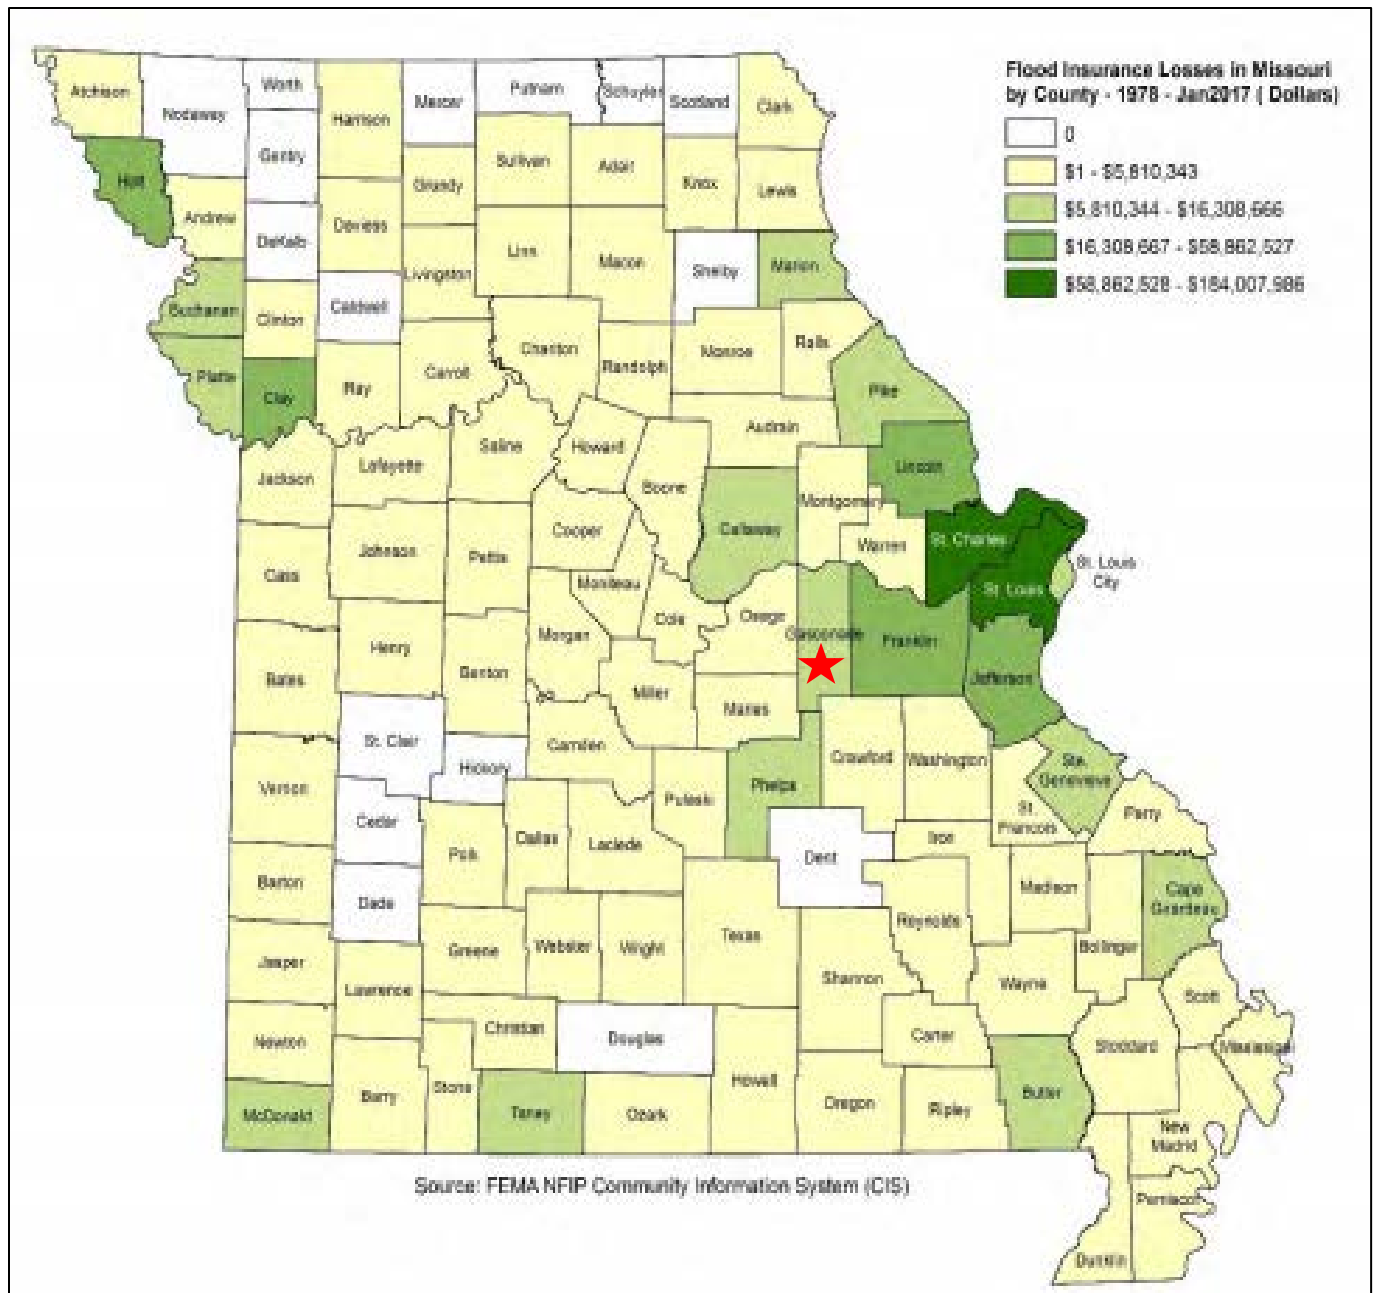 Flood Insurance Losses in Missouri
by County - 1978 - Jan2017 ( Dollars)
0
$1 - $5,810,343
$5,810,344 - $16,308,666
$16,308,667 - $58,862,527
$58,862,528 - $184,007,986
Atchison
Nodaway
Worth
Harrison
Mercer
Putnam
Schuyler
Scotland
Clark
Gentry
Holt
Andrew
DeKalb
Daviess
Grundy
Sullivan
Adair
Knox
Lewis
Buchanan
Clinton
Caldwell
Livingston
Linn
Macon
Shelby
Marion
Platte
Clay
Ray
Carroll
Chariton
Randolph
Monroe
Ralls
Pike
Audrain
Jackson
Lafayette
Saline
Howard
Boone
Callaway
Montgomery
Lincoln
Warren
St. Charles
St. Louis
St. Louis
City
Cass
Johnson
Pettis
Cooper
Moniteau
Cole
Osage
Gasconade
Franklin
Jefferson
Bates
Henry
Benton
Morgan
Miller
Maries
St. Clair
Hickory
Camden
Pulaski
Phelps
Crawford
Washington
Ste.
Genevieve
St.
Francois
Perry
Vernon
Cedar
Polk
Dallas
Laclede
Dent
Iron
Madison
Cape
Girardeau
Barton
Dade
Greene
Webster
Wright
Texas
Reynolds
Bollinger
Jasper
Lawrence
Shannon
Wayne
Scott
Newton
Christian
Douglas
Carter
Stoddard
Mississippi
McDonald
Barry
Stone
Taney
Ozark
Howell
Oregon
Ripley
Butler
New
Madrid
Pemiscot
Dunklin
Source: FEMA NFIP Community Information System (CIS)